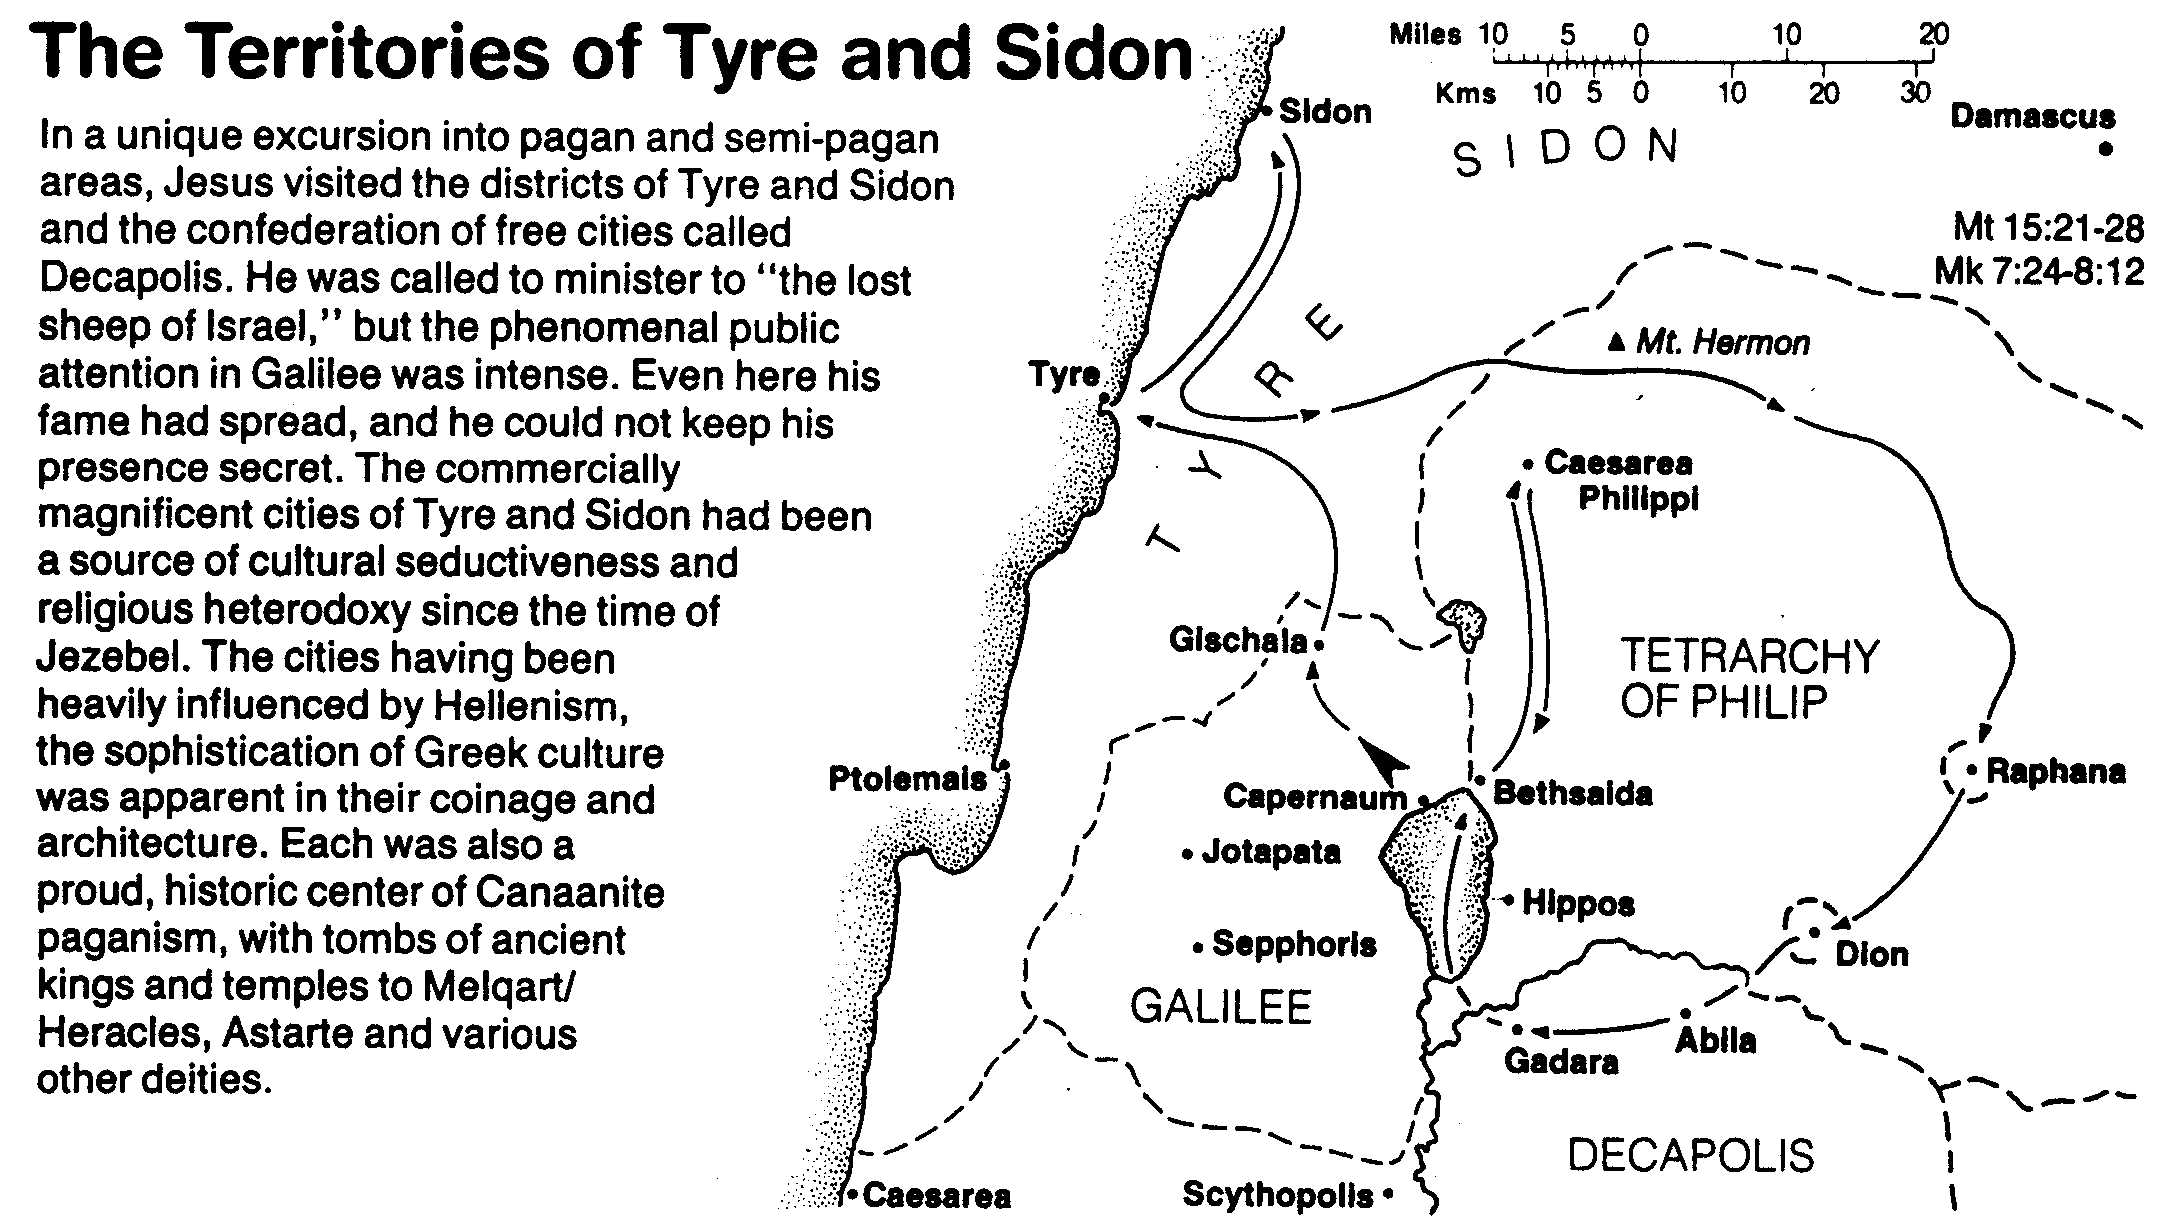 The Territories of Tyre and Sidon
In a unique excursion into pagan and semi-pagan
areas, Jesus visited the districts of Tyre and Sidon
and the confederation of free cities called
Decapolis. He was called to minister to “the lost
sheep of Israel,” but the phenomenal public
attention in Galilee was intense. Even here his
fame had spread, and he could not keep his
presence secret. The commercially
magnificent cities of Tyre and Sidon had been
a source of cultural seductiveness and
religious heterodoxy since the time of
Jezebel. The cities having been
heavily influenced by Hellenism,
the sophistication of Greek culture
was apparent in their coinage and
architecture. Each was also a
proud, historic center of Canaanite
paganism, with tombs of ancient
kings and temples to Melqart/
Heracles, Astarte and various
other deities.
Miles 10 5 0 10 20
Kms 10 5 0 10 20 30
Sidon
SIDON
Damascus
Mt 15:21-28
Mk 7:24-8:12
Mt. Hermon
Tyre
TYRE
Caesarea
Philippi
Gischala
TETRARCHY
OF PHILIP
Ptolemais
Capernaum
Bethsaida
Raphana
Jotapata
Hippos
Sepphoris
Dion
GALILEE
Abila
Gadara
DECAPOLIS
Caesarea
Scythopolis